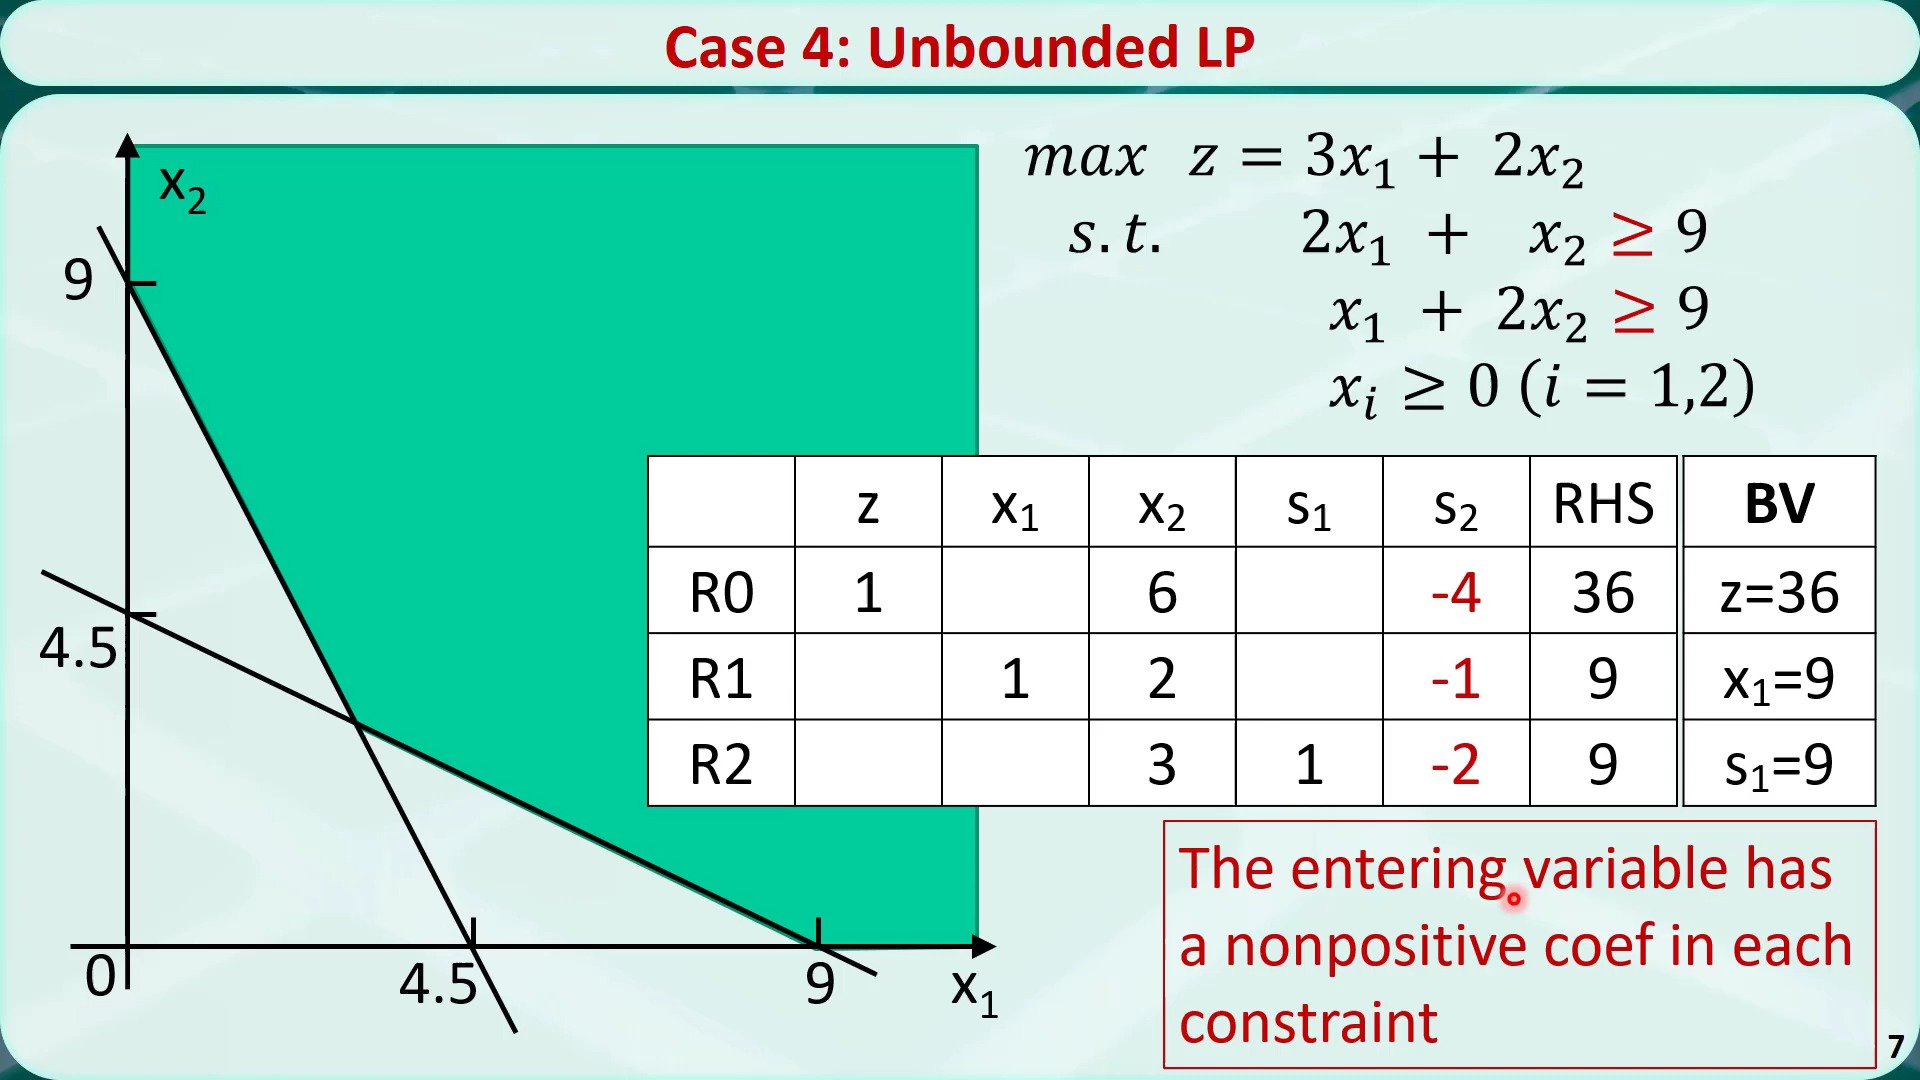 Case 4: Unbounded LP
x₂
9
4.5
0
4.5
9
x₁
max z = 3x₁ + 2x₂
s.t. 2x₁ + x₂ ≥ 9
x₁ + 2x₂ ≥ 9
xᵢ ≥ 0 (i = 1,2)
z x₁ x₂ s₁ s₂ RHS BV
R0 1 6 -4 36 z=36
R1 1 2 -1 9 x₁=9
R2 3 1 -2 9 s₁=9
The entering variable has
a nonpositive coef in each
constraint
7